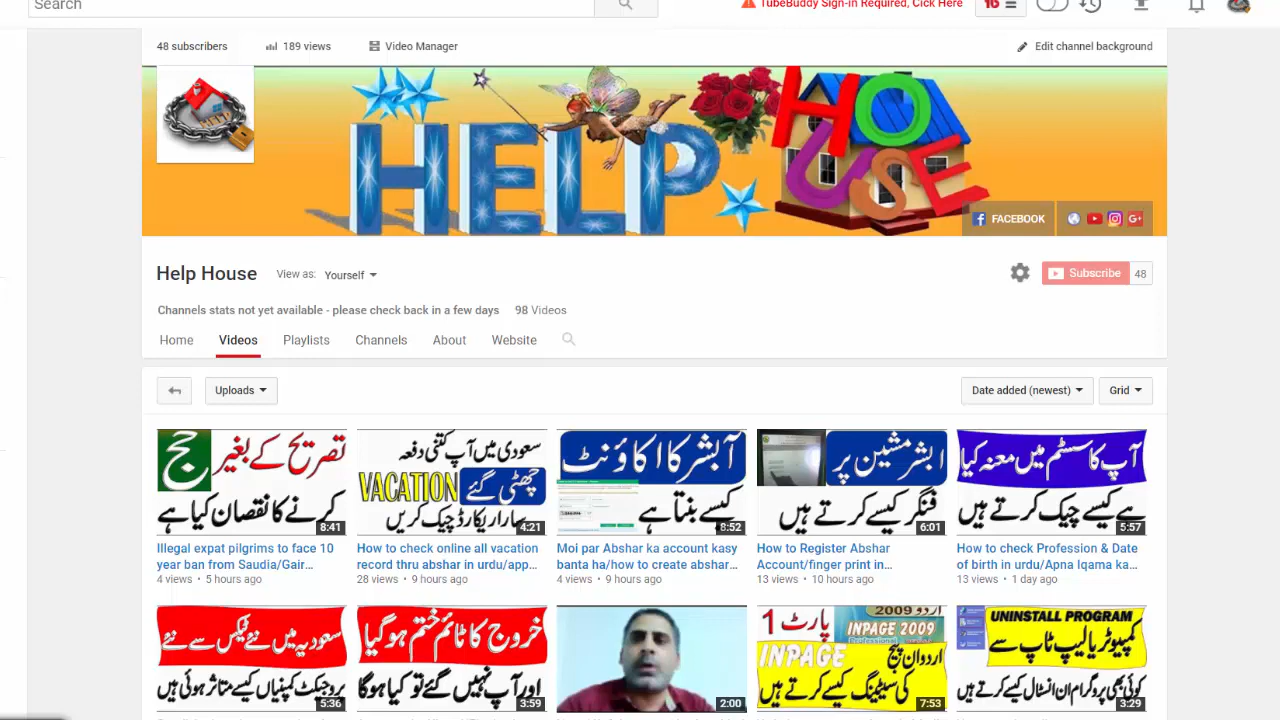 Search
TubeBuddy Sign-in Required, Click Here
48 subscribers
189 views
Video Manager
Edit channel background
HELP
HOUSE
FACEBOOK
Help House
View as: Yourself
Subscribe
48
Channels stats not yet available - please check back in a few days
98 Videos
Home
Videos
Playlists
Channels
About
Website
Uploads
Date added (newest)
Grid
حج
تصریح کے بغیر
کرنے کا نقصان کیا ہے
8:41
Illegal expat pilgrims to face 10
year ban from Saudia/Gair...
4 views • 5 hours ago
سعودی میں آپ کتنی دفعہ
VACATION چھٹی گئے
سارا ریکارڈ چیک کریں
4:21
How to check online all vacation
record thru abshar in urdu/app...
28 views • 9 hours ago
آبشر کا اکاؤنٹ
کیسے بنتا ہے
8:52
Moi par Abshar ka account kasy
banta ha/how to create abshar...
4 views • 9 hours ago
ابشر مشین پر
فنگر کیسے کرتے ہیں
6:01
How to Register Abshar
Account/finger print in...
13 views • 10 hours ago
آپ کا سسٹم میں معنہ کیا
ہے کیسے چیک کرتے ہیں
5:57
How to check Profession & Date
of birth in urdu/Apna Iqama ka...
13 views • 1 day ago
سعودیہ میں نئے ٹیکس سے نئے
پروجیکٹ کمپنیاں کیسے متاثر ہوئی ہیں
5:36
خروج کا ٹائم ختم ہو گیا
اور آپ نہیں گئے تو کیا ہوگا
3:59
2:00
پارٹ 1
اردو 2009
INPAGE 2009
Professional
INPAGE اردو ان پیج
کی سیٹینگ کیسے کرتے ہیں
7:53
UNINSTALL PROGRAM
کمپیوٹر یا لیپ ٹاپ سے
کوئی بھی پروگرام ان انسٹال کیسے کرتے ہیں
3:29